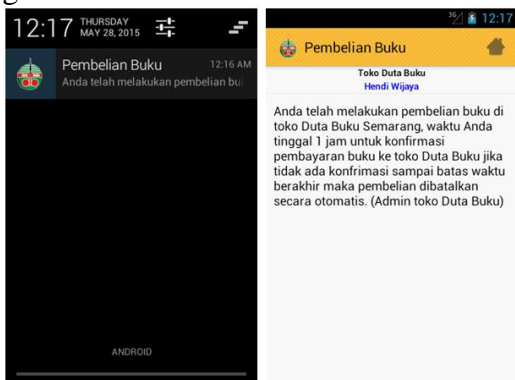 g
12:17 THURSDAY
MAY 28, 2015
Pembelian Buku 12:16 AM
Anda telah melakukan pembelian bu
ANDROID
3G 12:17
Pembelian Buku
Toko Duta Buku
Hendi Wijaya
Anda telah melakukan pembelian buku di
toko Duta Buku Semarang, waktu Anda
tinggal 1 jam untuk konfirmasi
pembayaran buku ke toko Duta Buku jika
tidak ada konfrimasi sampai batas waktu
berakhir maka pembelian dibatalkan
secara otomatis. (Admin toko Duta Buku)